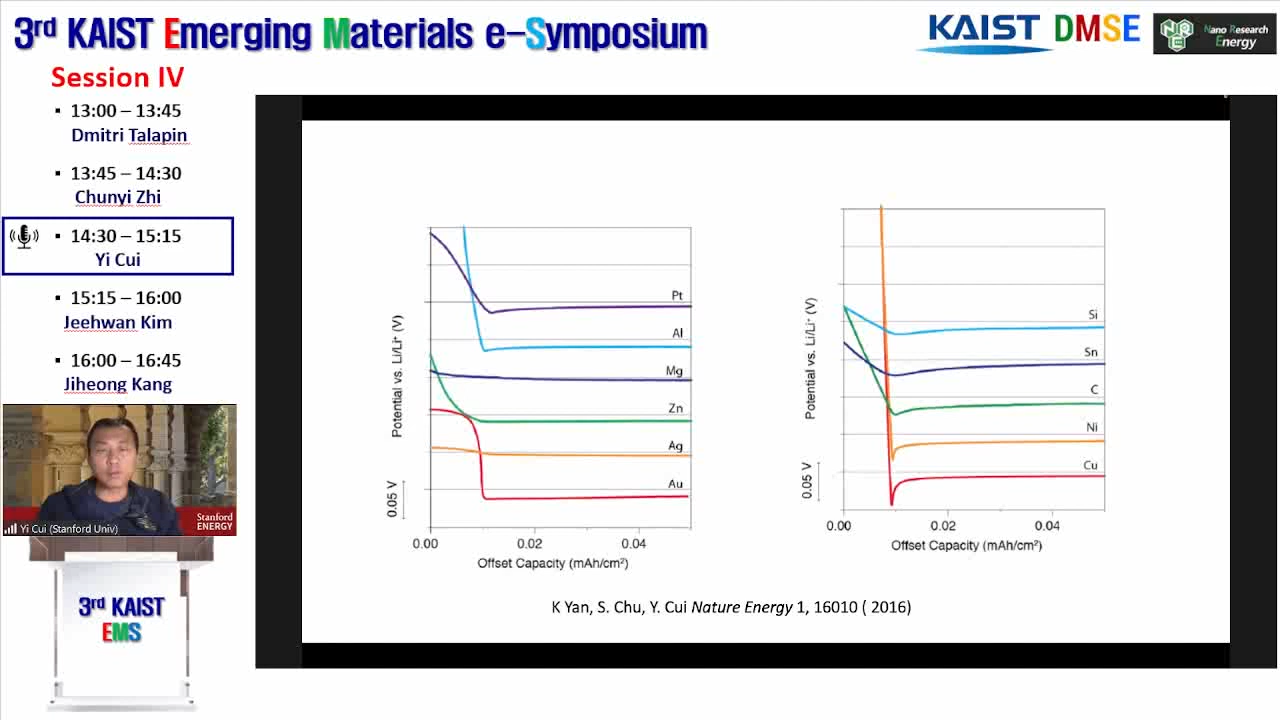 3rd KAIST Emerging Materials e-Symposium
KAIST DMSE
NRE
Nano Research
Energy
Session IV
▪ 13:00 – 13:45
Dmitri Talapin
▪ 13:45 – 14:30
Chunyi Zhi
▪ 14:30 – 15:15
Yi Cui
▪ 15:15 – 16:00
Jeehwan Kim
▪ 16:00 – 16:45
Jiheong Kang
Stanford
ENERGY
Yi Cui (Stanford Univ)
3rd KAIST
EMS
Potential vs. Li/Li⁺ (V)
0.05 V
Pt
Al
Mg
Zn
Ag
Au
0.00 0.02 0.04
Offset Capacity (mAh/cm²)
Potential vs. Li/Li⁺ (V)
0.05 V
Si
Sn
C
Ni
Cu
0.00 0.02 0.04
Offset Capacity (mAh/cm²)
K Yan, S. Chu, Y. Cui Nature Energy 1, 16010 ( 2016)